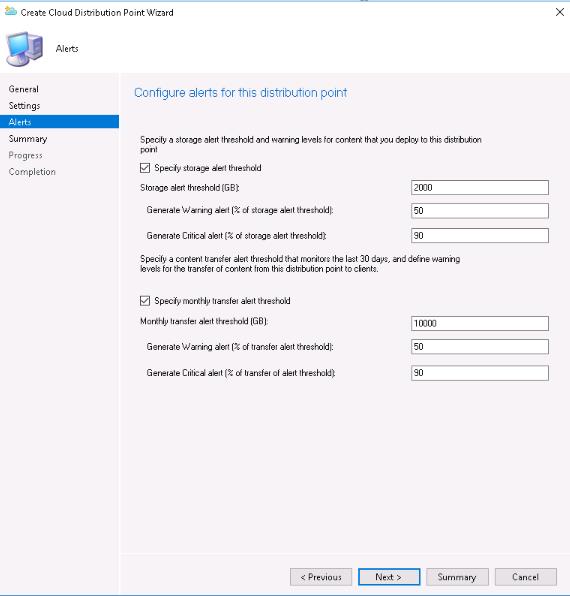 Create Cloud Distribution Point Wizard
Alerts
General
Settings
Alerts
Summary
Progress
Completion
Configure alerts for this distribution point
Specify a storage alert threshold and warning levels for content that you deploy to this distribution
point
Specify storage alert threshold
Storage alert threshold (GB): 2000
Generate Warning alert (% of storage alert threshold): 50
Generate Critical alert (% of storage alert threshold): 90
Specify a content transfer alert threshold that monitors the last 30 days, and define warning
levels for the transfer of content from this distribution point to clients.
Specify monthly transfer alert threshold
Monthly transfer alert threshold (GB): 10000
Generate Warning alert (% of transfer alert threshold): 50
Generate Critical alert (% of transfer of alert threshold): 90
< Previous Next > Summary Cancel